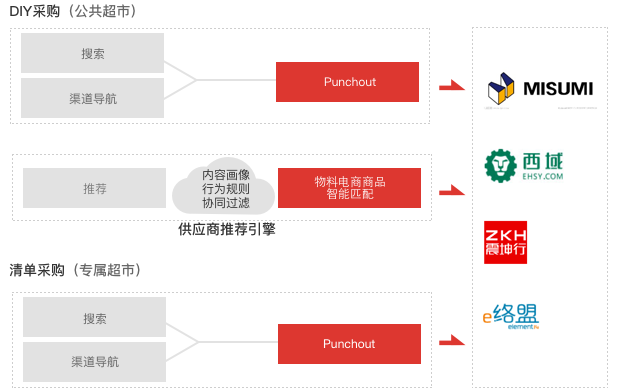 DIY采购（公共超市）
搜索
渠道导航
Punchout
推荐
内容画像
行为规则
协同过滤
供应商推荐引擎
物料电商商品
智能匹配
清单采购（专属超市）
搜索
渠道导航
Punchout
MISUMI
西域
EHSY.COM
ZKH
震坤行
e络盟
element14